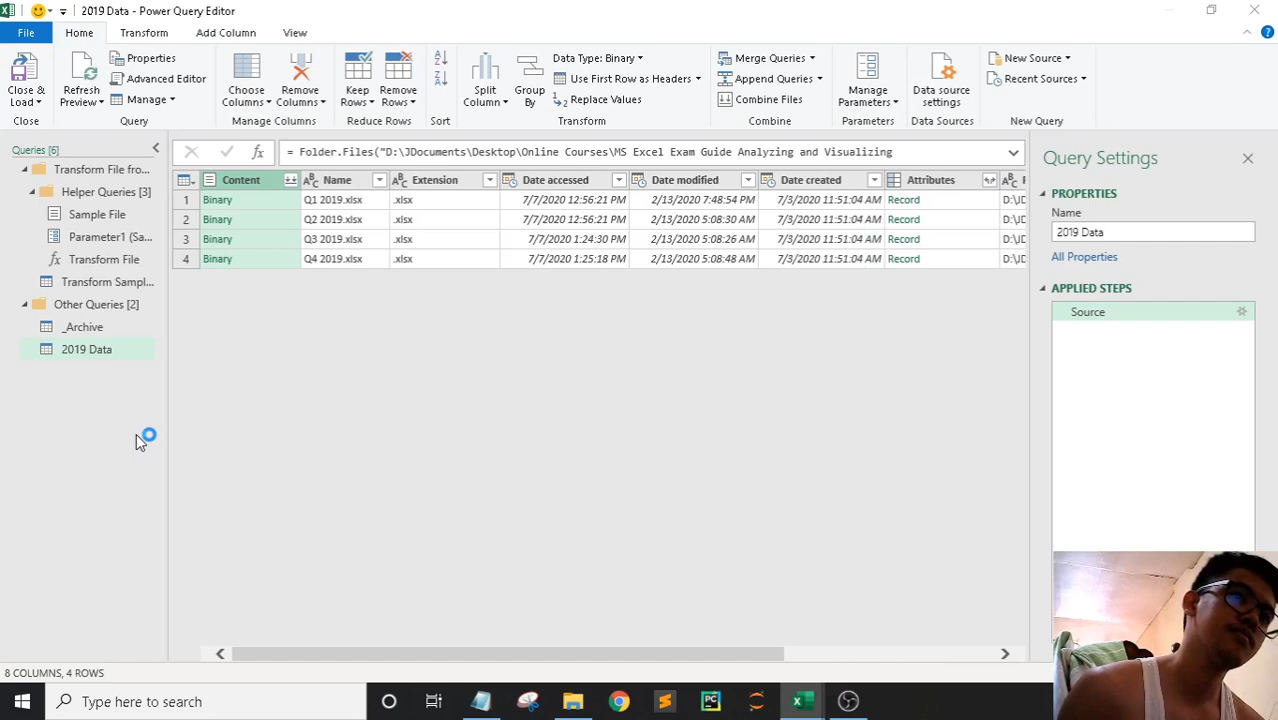 2019 Data - Power Query Editor
File
Home
Transform
Add Column
View
Close & Load
Refresh Preview
Properties
Advanced Editor
Manage
Choose Columns
Remove Columns
Keep Rows
Remove Rows
Split Column
Group By
Data Type: Binary
Use First Row as Headers
Replace Values
Merge Queries
Append Queries
Combine Files
Manage Parameters
Data source settings
New Source
Recent Sources
Close
Query
Manage Columns
Reduce Rows
Sort
Transform
Combine
Parameters
Data Sources
New Query
Queries [6]
Transform File fro...
Helper Queries [3]
Sample File
Parameter1 (Sa...
Transform File
Transform Sampl...
Other Queries [2]
_Archive
2019 Data
= Folder.Files("D:\JDocuments\Desktop\Online Courses\MS Excel Exam Guide Analyzing and Visualizing
Content Name Extension Date accessed Date modified Date created Attributes
1 Binary Q1 2019.xlsx .xlsx 7/7/2020 12:56:21 PM 2/13/2020 7:48:54 PM 7/3/2020 11:51:04 AM Record
2 Binary Q2 2019.xlsx .xlsx 7/7/2020 12:56:21 PM 2/13/2020 5:08:30 AM 7/3/2020 11:51:04 AM Record
3 Binary Q3 2019.xlsx .xlsx 7/7/2020 1:24:30 PM 2/13/2020 5:08:26 AM 7/3/2020 11:51:04 AM Record
4 Binary Q4 2019.xlsx .xlsx 7/7/2020 1:25:18 PM 2/13/2020 5:08:48 AM 7/3/2020 11:51:04 AM Record
Query Settings
PROPERTIES
Name
2019 Data
All Properties
APPLIED STEPS
Source
8 COLUMNS, 4 ROWS
Type here to search